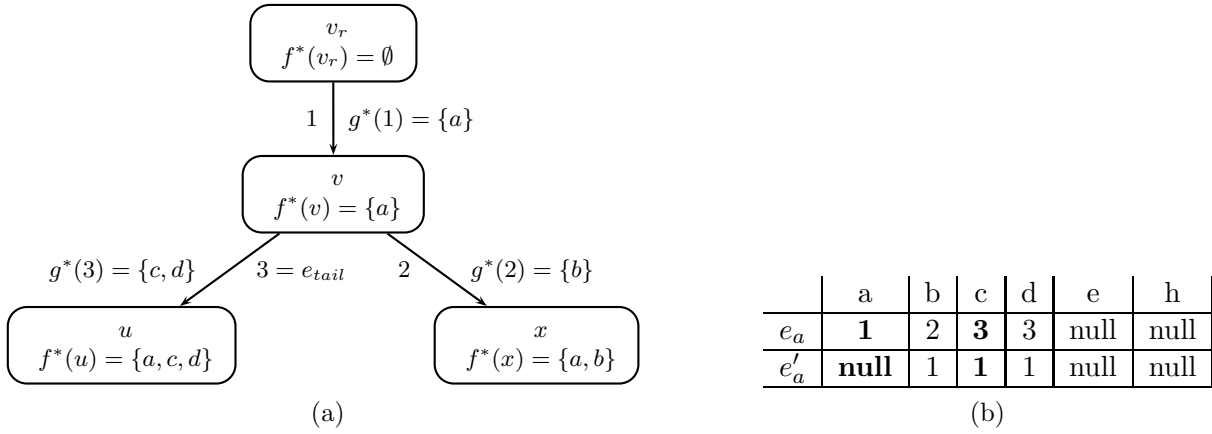 v_r
f*(v_r) = ∅
1 g*(1) = {a}
v
f*(v) = {a}
g*(3) = {c, d} 3 = e_tail 2 g*(2) = {b}
u
f*(u) = {a, c, d}
x
f*(x) = {a, b}
(a)
a b c d e h
e_a 1 2 3 3 null null
e'_a null 1 1 1 null null
(b)